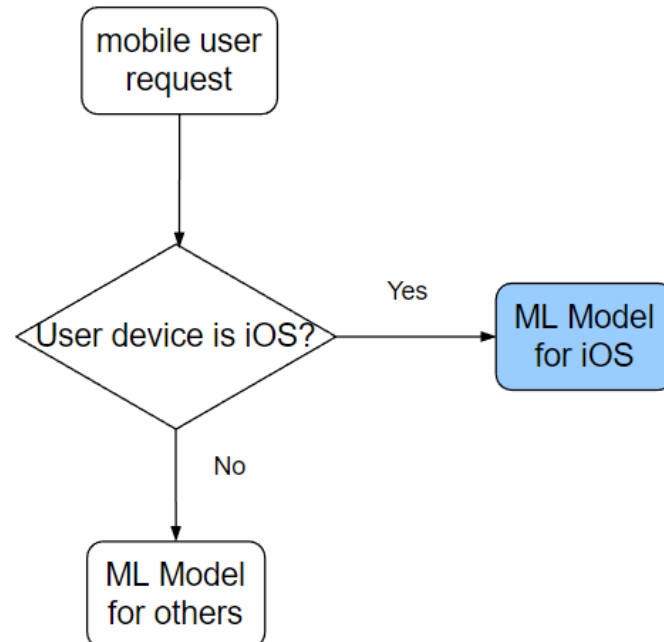 mobile user
request
User device is iOS?
Yes
ML Model
for iOS
No
ML Model
for others